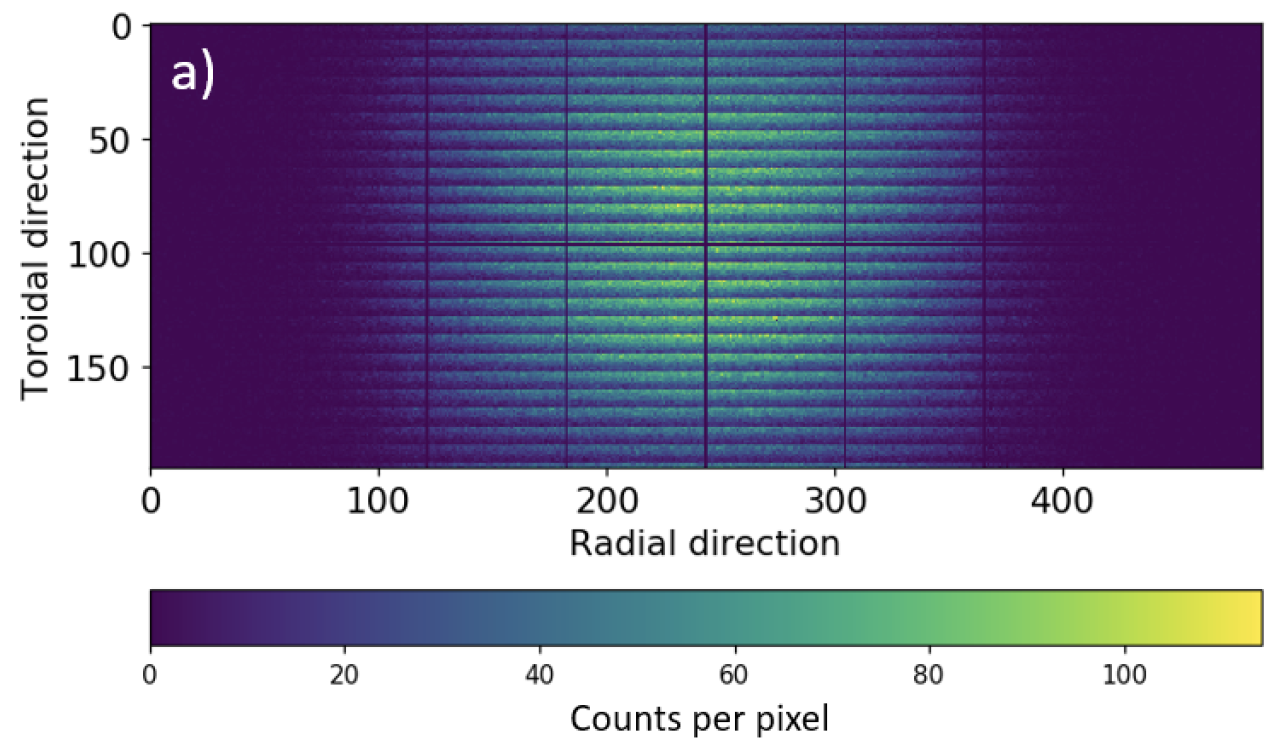 a)
Toroidal direction
0
50
100
150
0 100 200 300 400
Radial direction
0 20 40 60 80 100
Counts per pixel